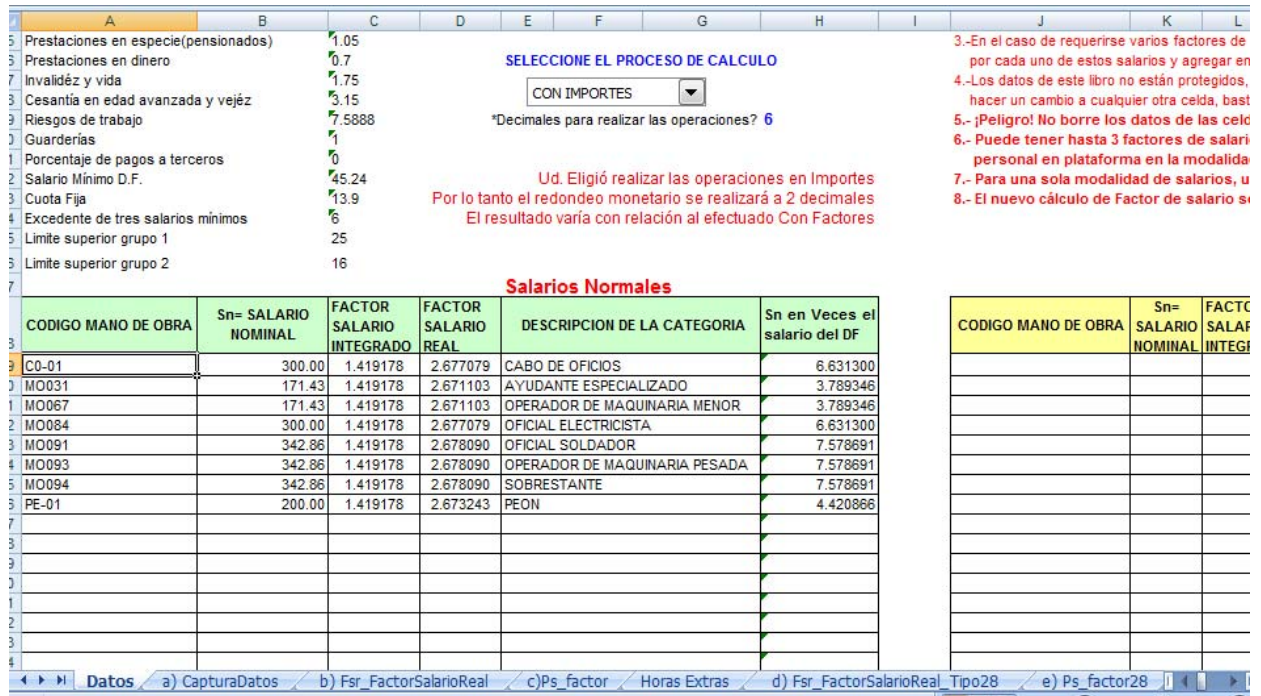 A B C D E F G H I J K L
Prestaciones en especie(pensionados) 1.05
Prestaciones en dinero 0.7 SELECCIONE EL PROCESO DE CALCULO
Invalidéz y vida 1.75
Cesantía en edad avanzada y vejéz 3.15 CON IMPORTES
Riesgos de trabajo 7.5888 *Decimales para realizar las operaciones? 6
Guarderías 1
Porcentaje de pagos a terceros 0
Salario Mínimo D.F. 45.24 Ud. Eligió realizar las operaciones en Importes
Cuota Fija 13.9 Por lo tanto el redondeo monetario se realizará a 2 decimales
Excedente de tres salarios mínimos 6 El resultado varía con relación al efectuado Con Factores
Limite superior grupo 1 25
Limite superior grupo 2 16
3.-En el caso de requerirse varios factores de
por cada uno de estos salarios y agregar en
4.-Los datos de este libro no están protegidos,
hacer un cambio a cualquier otra celda, bast
5.- ¡Peligro! No borre los datos de las celd
6.- Puede tener hasta 3 factores de salari
personal en plataforma en la modalida
7.- Para una sola modalidad de salarios, u
8.- El nuevo cálculo de Factor de salario s
Salarios Normales
CODIGO MANO DE OBRA Sn= SALARIO NOMINAL FACTOR SALARIO INTEGRADO FACTOR SALARIO REAL DESCRIPCION DE LA CATEGORIA Sn en Veces el salario del DF
C0-01 300.00 1.419178 2.677079 CABO DE OFICIOS 6.631300
MO031 171.43 1.419178 2.671103 AYUDANTE ESPECIALIZADO 3.789346
MO067 171.43 1.419178 2.671103 OPERADOR DE MAQUINARIA MENOR 3.789346
MO084 300.00 1.419178 2.677079 OFICIAL ELECTRICISTA 6.631300
MO091 342.86 1.419178 2.678090 OFICIAL SOLDADOR 7.578691
MO093 342.86 1.419178 2.678090 OPERADOR DE MAQUINARIA PESADA 7.578691
MO094 342.86 1.419178 2.678090 SOBRESTANTE 7.578691
PE-01 200.00 1.419178 2.673243 PEON 4.420866
CODIGO MANO DE OBRA Sn= SALARIO NOMINAL FACTO SALAR INTEGR
Datos a) CapturaDatos b) Fsr_FactorSalarioReal c)Ps_factor Horas Extras d) Fsr_FactorSalarioReal_Tipo28 e) Ps_factor28